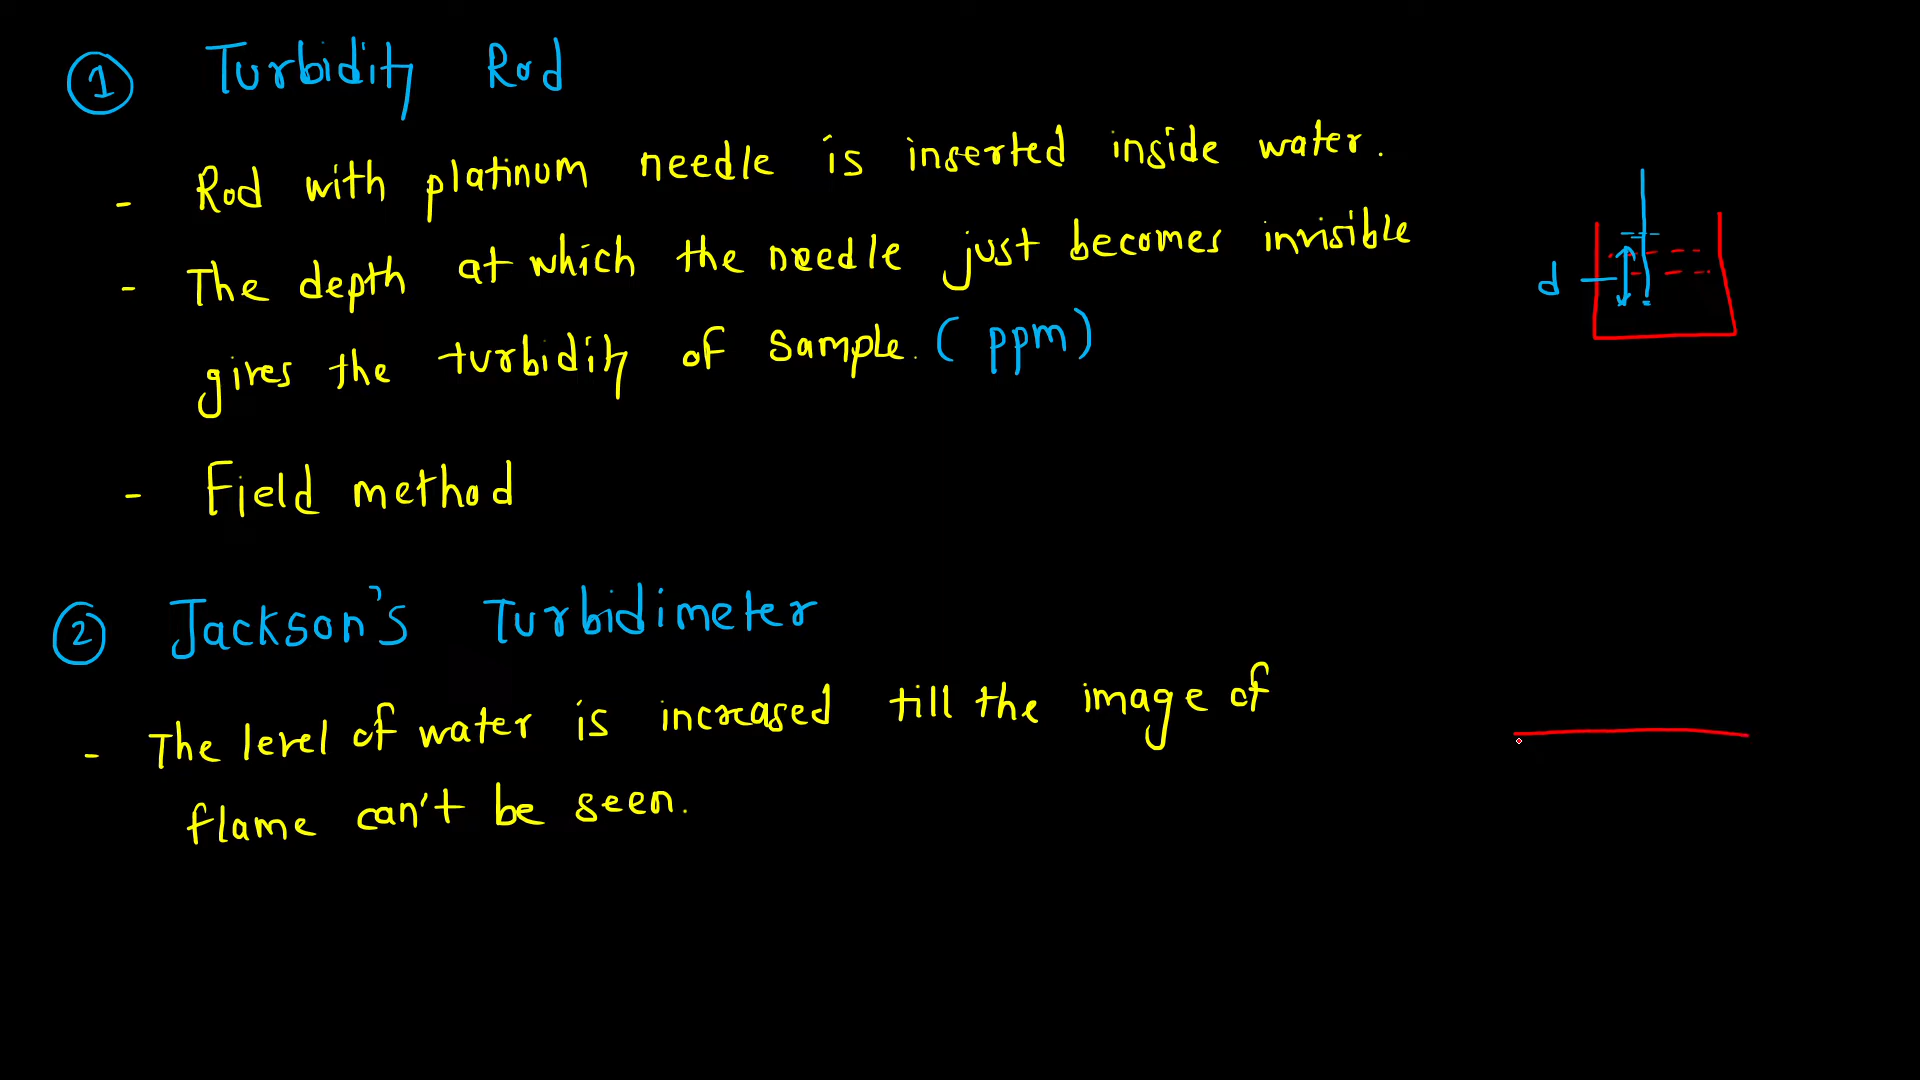 ① Turbidity Rod
- Rod with platinum needle is inserted inside water.
- The depth at which the needle just becomes invisible
gives the turbidity of sample. (ppm)
d
- Field method
② Jackson's Turbidimeter
- The level of water is increased till the image of
flame can't be seen.